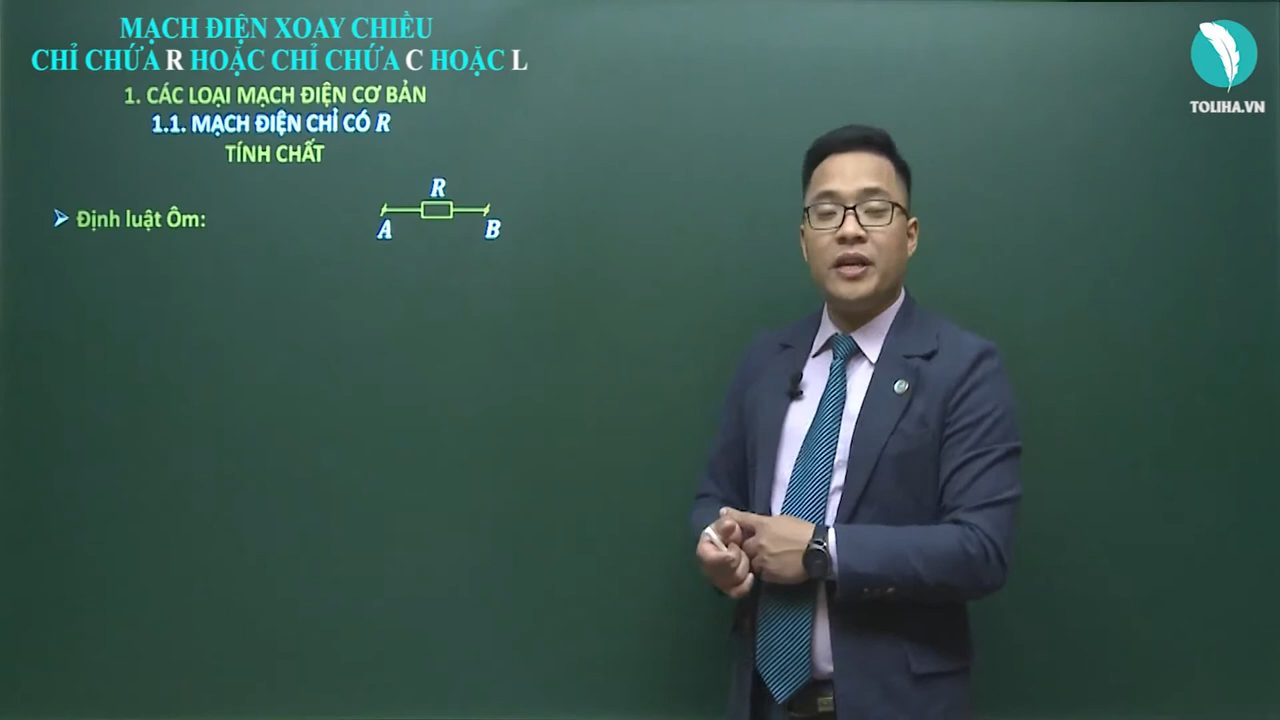 MẠCH ĐIỆN XOAY CHIỀU
CHỈ CHỨA R HOẶC CHỈ CHỨA C HOẶC L
1. CÁC LOẠI MẠCH ĐIỆN CƠ BẢN
1.1. MẠCH ĐIỆN CHỈ CÓ R
TÍNH CHẤT
➢ Định luật Ôm:
R
A B
TOLIHA.VN